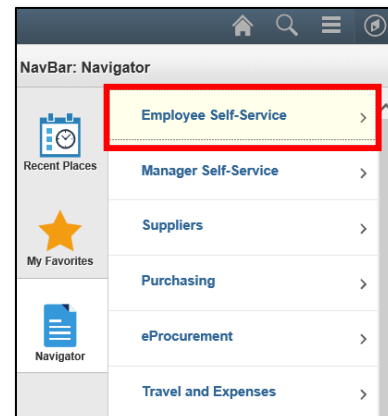 NavBar: Navigator
Employee Self-Service
Recent Places
Manager Self-Service
Suppliers
My Favorites
Purchasing
eProcurement
Navigator
Travel and Expenses